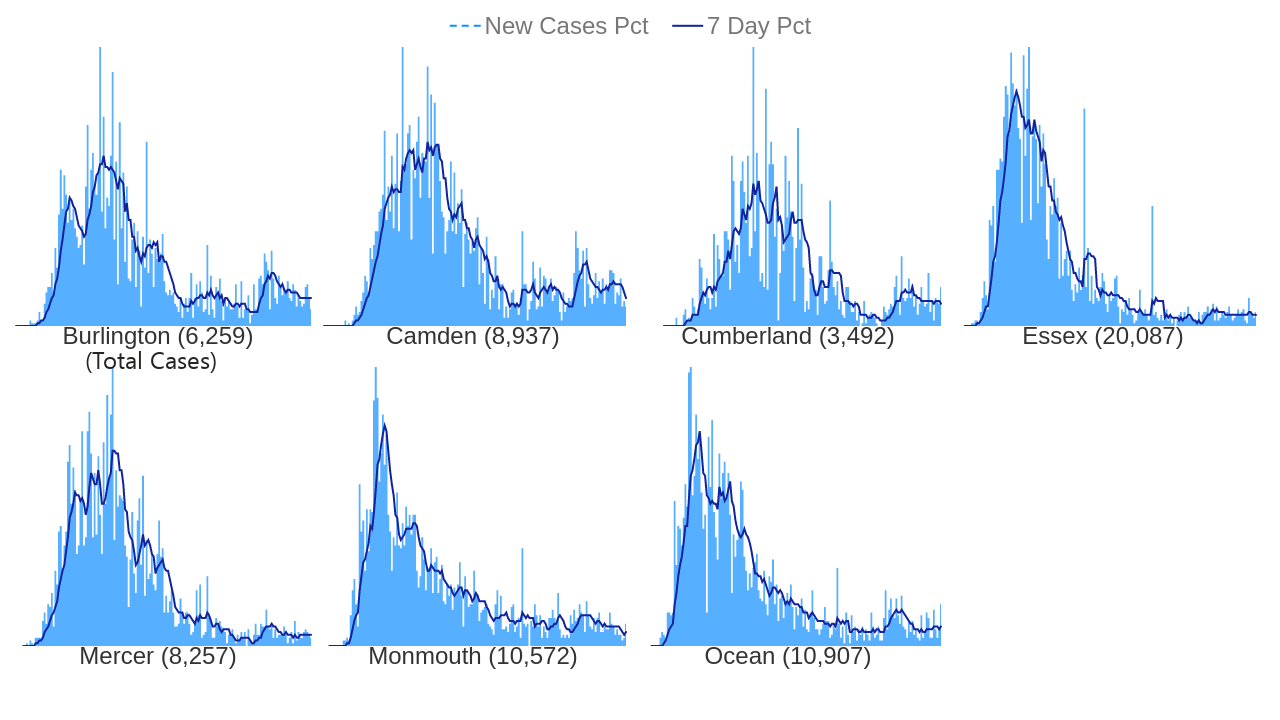 New Cases Pct 7 Day Pct
Burlington (6,259) Camden (8,937) Cumberland (3,492) Essex (20,087)
(Total Cases)
Mercer (8,257) Monmouth (10,572) Ocean (10,907)